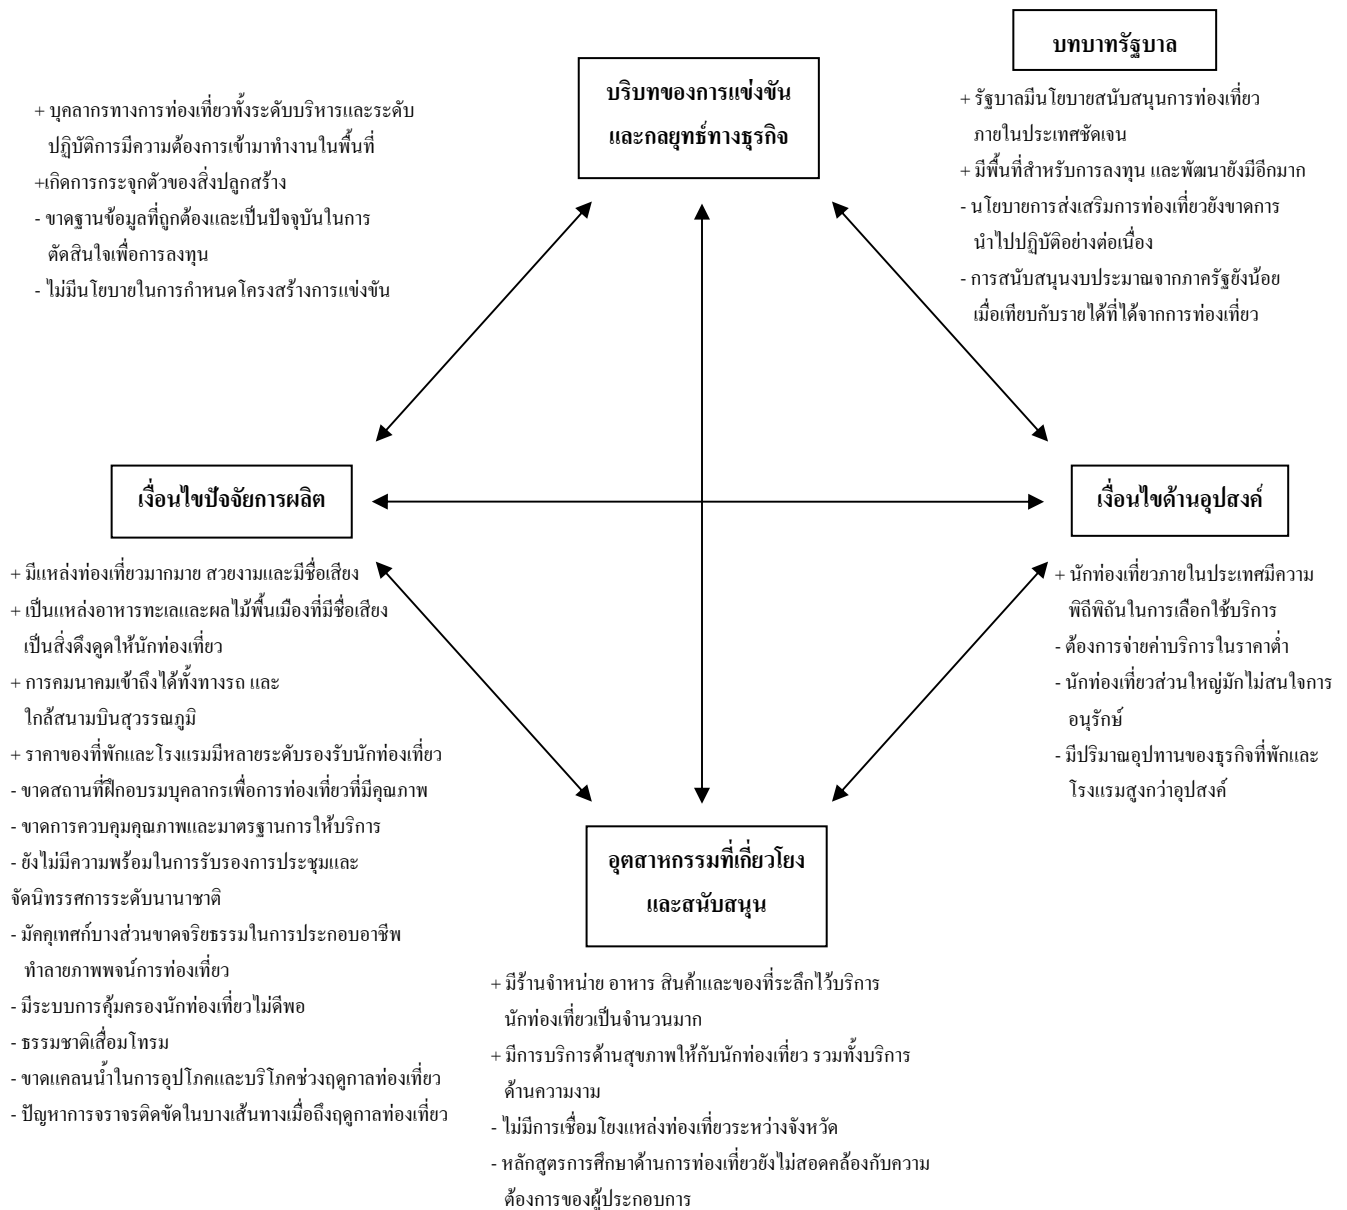 บทบาทรัฐบาล
+ รัฐบาลมีนโยบายสนับสนุนการท่องเที่ยว
ภายในประเทศชัดเจน
+ มีพื้นที่สำหรับการลงทุน และพัฒนายังมีอีกมาก
- นโยบายการส่งเสริมการท่องเที่ยวยังขาดการ
นำไปปฏิบัติอย่างต่อเนื่อง
- การสนับสนุนงบประมาณจากภาครัฐยังน้อย
เมื่อเทียบกับรายได้ที่ได้จากการท่องเที่ยว
บริบทของการแข่งขัน
และกลยุทธ์ทางธุรกิจ
+ บุคลากรทางการท่องเที่ยวทั้งระดับบริหารและระดับ
ปฏิบัติการมีความต้องการเข้ามาทำงานในพื้นที่
+เกิดการกระจุกตัวของสิ่งปลูกสร้าง
- ขาดฐานข้อมูลที่ถูกต้องและเป็นปัจจุบันในการ
ตัดสินใจเพื่อการลงทุน
- ไม่มีนโยบายในการกำหนดโครงสร้างการแข่งขัน
เงื่อนไขปัจจัยการผลิต
+ มีแหล่งท่องเที่ยวมากมาย สวยงามและมีชื่อเสียง
+ เป็นแหล่งอาหารทะเลและผลไม้พื้นเมืองที่มีชื่อเสียง
เป็นสิ่งดึงดูดให้นักท่องเที่ยว
+ การคมนาคมเข้าถึงได้ทั้งทางรถ และ
ใกล้สนามบินสุวรรณภูมิ
+ ราคาของที่พักและโรงแรมมีหลายระดับรองรับนักท่องเที่ยว
- ขาดสถานที่ฝึกอบรมบุคลากรเพื่อการท่องเที่ยวที่มีคุณภาพ
- ขาดการควบคุมคุณภาพและมาตรฐานการให้บริการ
- ยังไม่มีความพร้อมในการรับรองการประชุมและ
จัดนิทรรศการระดับนานาชาติ
- มัคคุเทศก์บางส่วนขาดจริยธรรมในการประกอบอาชีพ
ทำลายภาพพจน์การท่องเที่ยว
- มีระบบการคุ้มครองนักท่องเที่ยวไม่ดีพอ
- ธรรมชาติเสื่อมโทรม
- ขาดแคลนน้ำในการอุปโภคและบริโภคช่วงฤดูกาลท่องเที่ยว
- ปัญหาการจราจรติดขัดในบางเส้นทางเมื่อถึงฤดูกาลท่องเที่ยว
เงื่อนไขด้านอุปสงค์
+ นักท่องเที่ยวภายในประเทศมีความ
พิถีพิถันในการเลือกใช้บริการ
- ต้องการจ่ายค่าบริการในราคาต่ำ
- นักท่องเที่ยวส่วนใหญ่มักไม่สนใจการ
อนุรักษ์
- มีปริมาณอุปทานของธุรกิจที่พักและ
โรงแรมสูงกว่าอุปสงค์
อุตสาหกรรมที่เกี่ยวโยง
และสนับสนุน
+ มีร้านจำหน่าย อาหาร สินค้าและของที่ระลึกไว้บริการ
นักท่องเที่ยวเป็นจำนวนมาก
+ มีการบริการด้านสุขภาพให้กับนักท่องเที่ยว รวมทั้งบริการ
ด้านความงาม
- ไม่มีการเชื่อมโยงแหล่งท่องเที่ยวระหว่างจังหวัด
- หลักสูตรการศึกษาด้านการท่องเที่ยวยังไม่สอดคล้องกับความ
ต้องการของผู้ประกอบการ